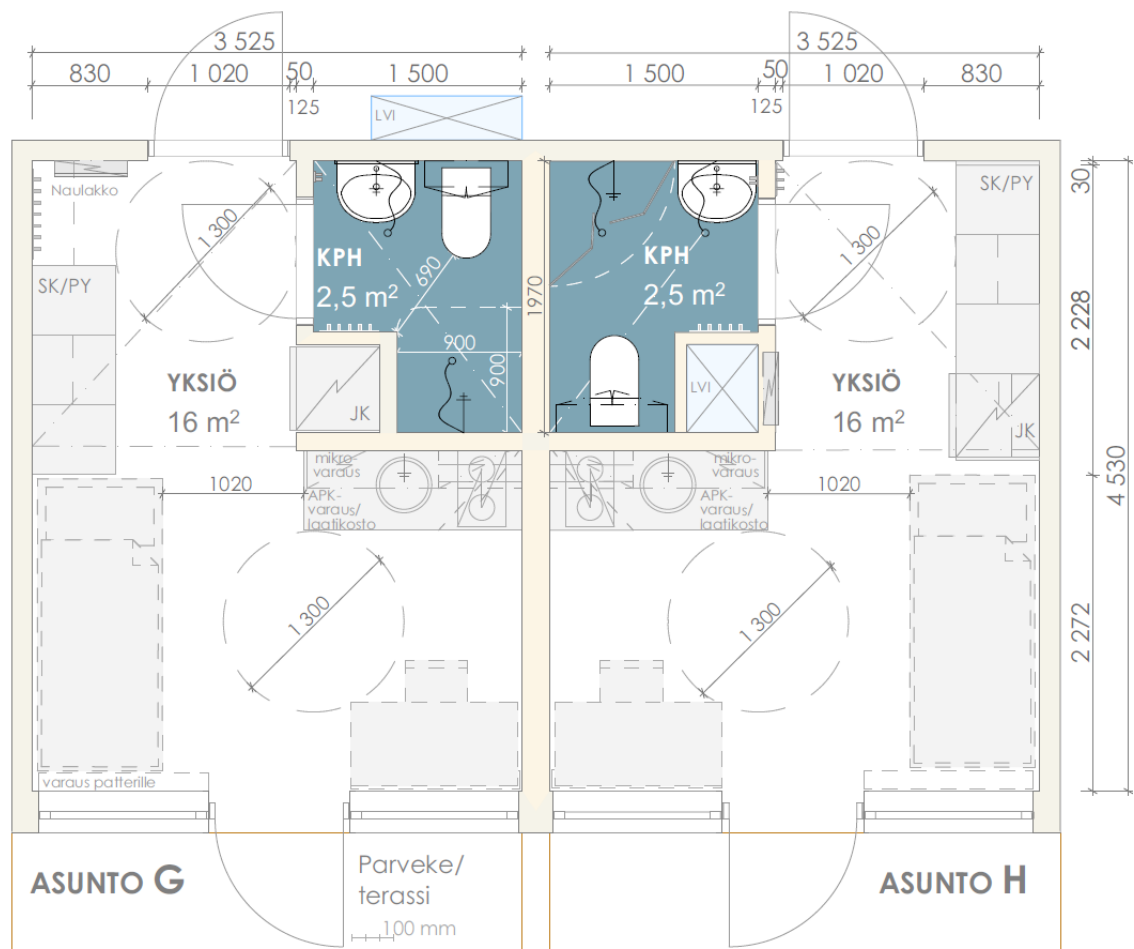 3 525
3 525
830
1 020
50
1 500
1 500
50
1 020
830
125
125
LVI
Naulakko
1 300
SK/PY
KPH
2,5 m²
690
900
900
1970
KPH
2,5 m²
LVI
1 300
SK/PY
30
2 228
YKSIÖ
16 m²
JK
YKSIÖ
16 m²
JK
4 530
mikro-
varaus
APK-
varaus/
laatikosto
1020
mikro-
varaus
APK-
varaus/
laatikosto
1020
1 300
1 300
2 272
varaus patterille
ASUNTO G
Parveke/
terassi
100 mm
ASUNTO H